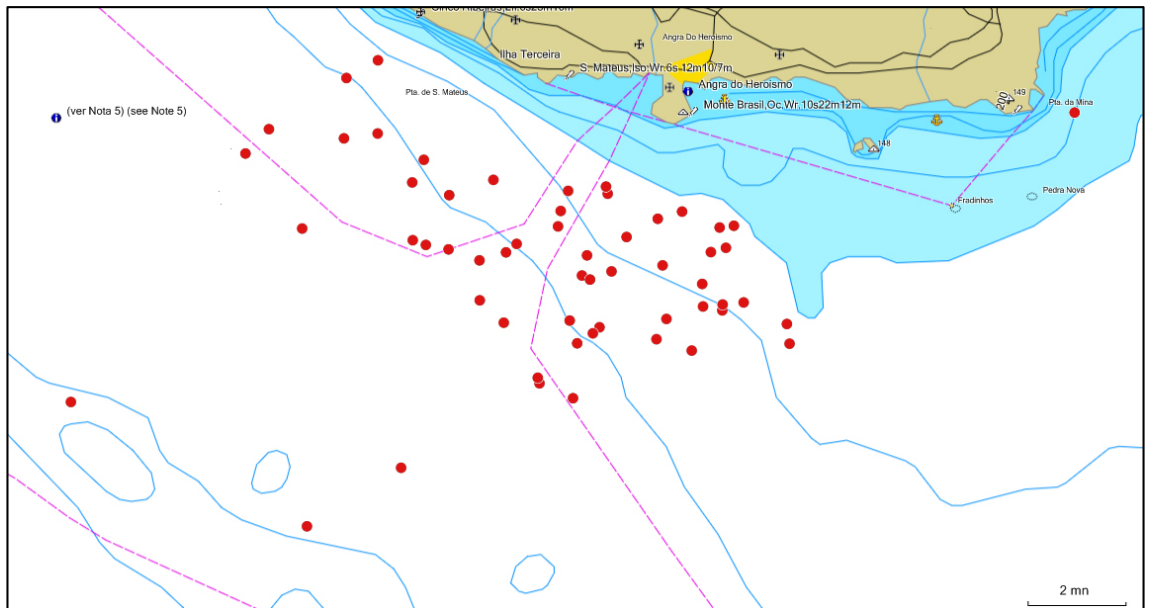 Angra Do Heroismo
Ilha Terceira
S. Mateus,Iso.Wr.6s 12m10/7m
Angra do Heroismo
Pta. de S. Mateus
Monte Brasil,Oc.Wr.10s22m12m
149
200
Pta. da Mina
(ver Nota 5) (see Note 5)
148
Pedra Nova
Fradinhos
2 mn